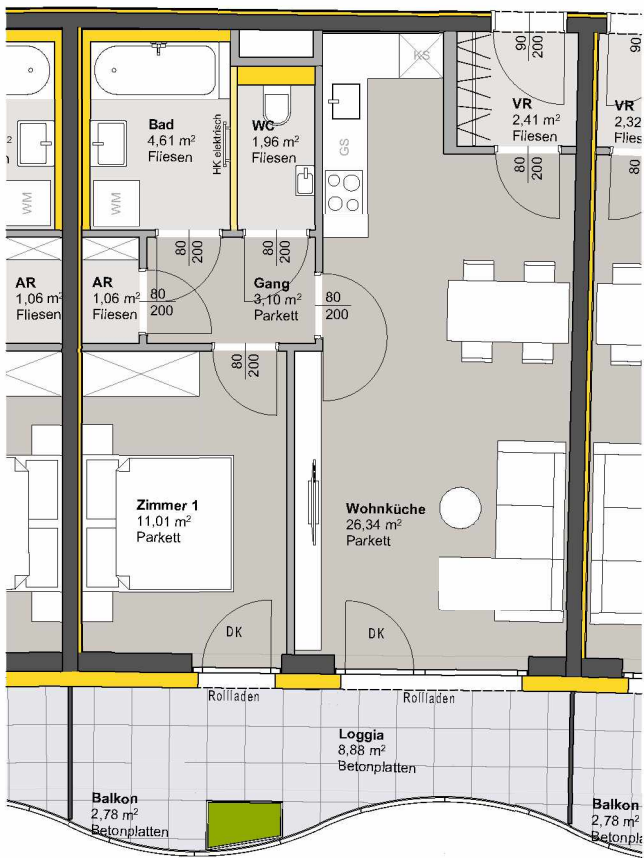 90
200
90
KS
VR
2,41 m²
Fliesen
VR
2,32
Flies
Bad
4,61 m²
Fliesen
HK elektrisch
WC
1,96 m²
Fliesen
GS
80
200
80
WM
WM
80
200
80
200
AR
1,06 m²
Fliesen
AR
1,06 m²
Fliesen
80
200
Gang
3,10 m²
Parkett
80
200
80
200
Zimmer 1
11,01 m²
Parkett
Wohnküche
26,34 m²
Parkett
DK
DK
Rollladen
Rollladen
Loggia
8,88 m²
Betonplatten
Balkon
2,78 m²
Betonplatten
Balkon
2,78 m²
Betonpla